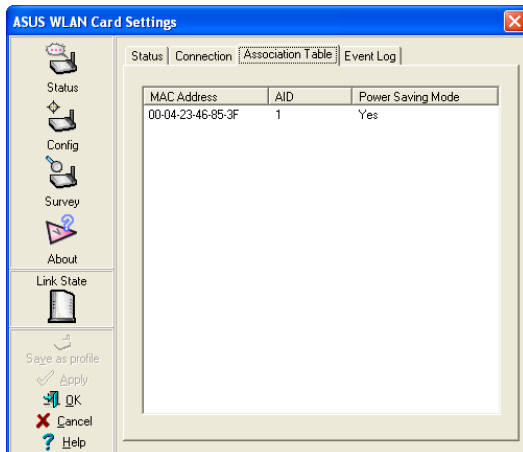 ASUS WLAN Card Settings
Status
Config
Survey
About
Link State
Save as profile
Apply
OK
Cancel
Help
Status Connection Association Table Event Log
MAC Address AID Power Saving Mode
00-04-23-46-85-3F 1 Yes